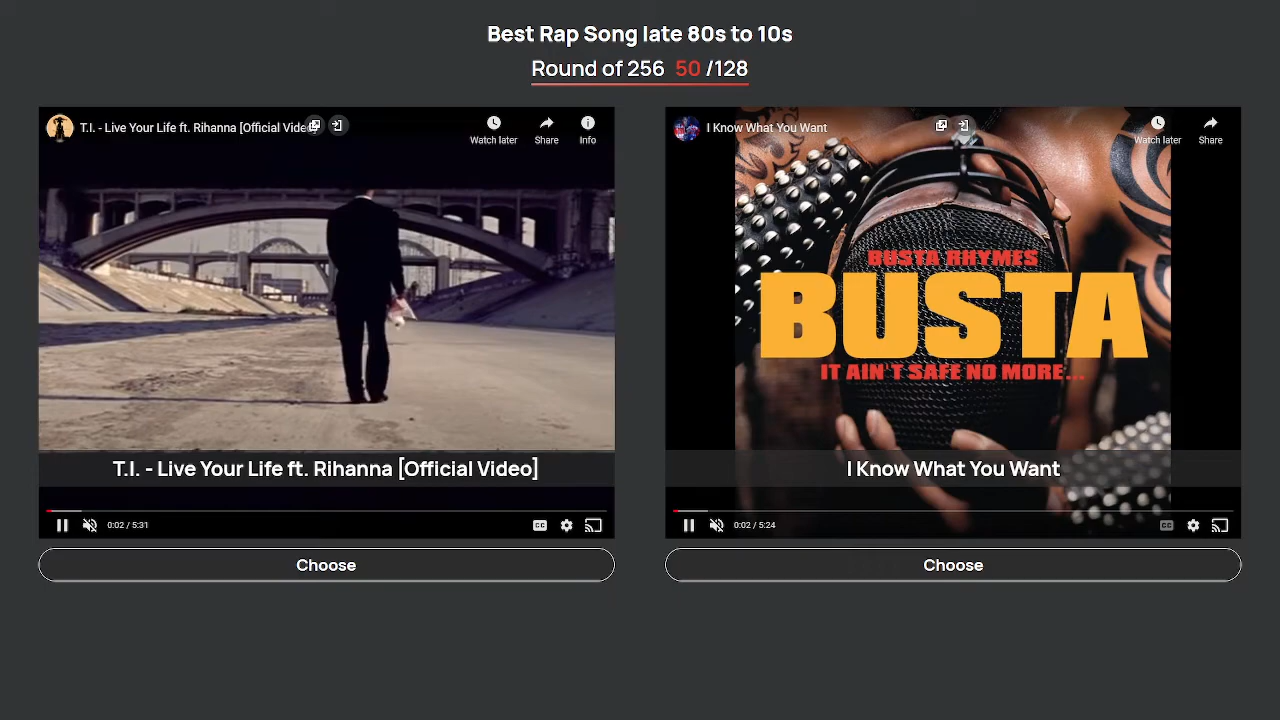 Best Rap Song late 80s to 10s
Round of 256 50 /128
T.I. - Live Your Life ft. Rihanna [Official Vide
Watch later
Share
Info
T.I. - Live Your Life ft. Rihanna [Official Video]
0:02 / 5:31
CC
Choose
I Know What You Want
Watch later
Share
BUSTA RHYMES
BUSTA
IT AIN'T SAFE NO MORE...
I Know What You Want
0:02 / 5:24
CC
Choose